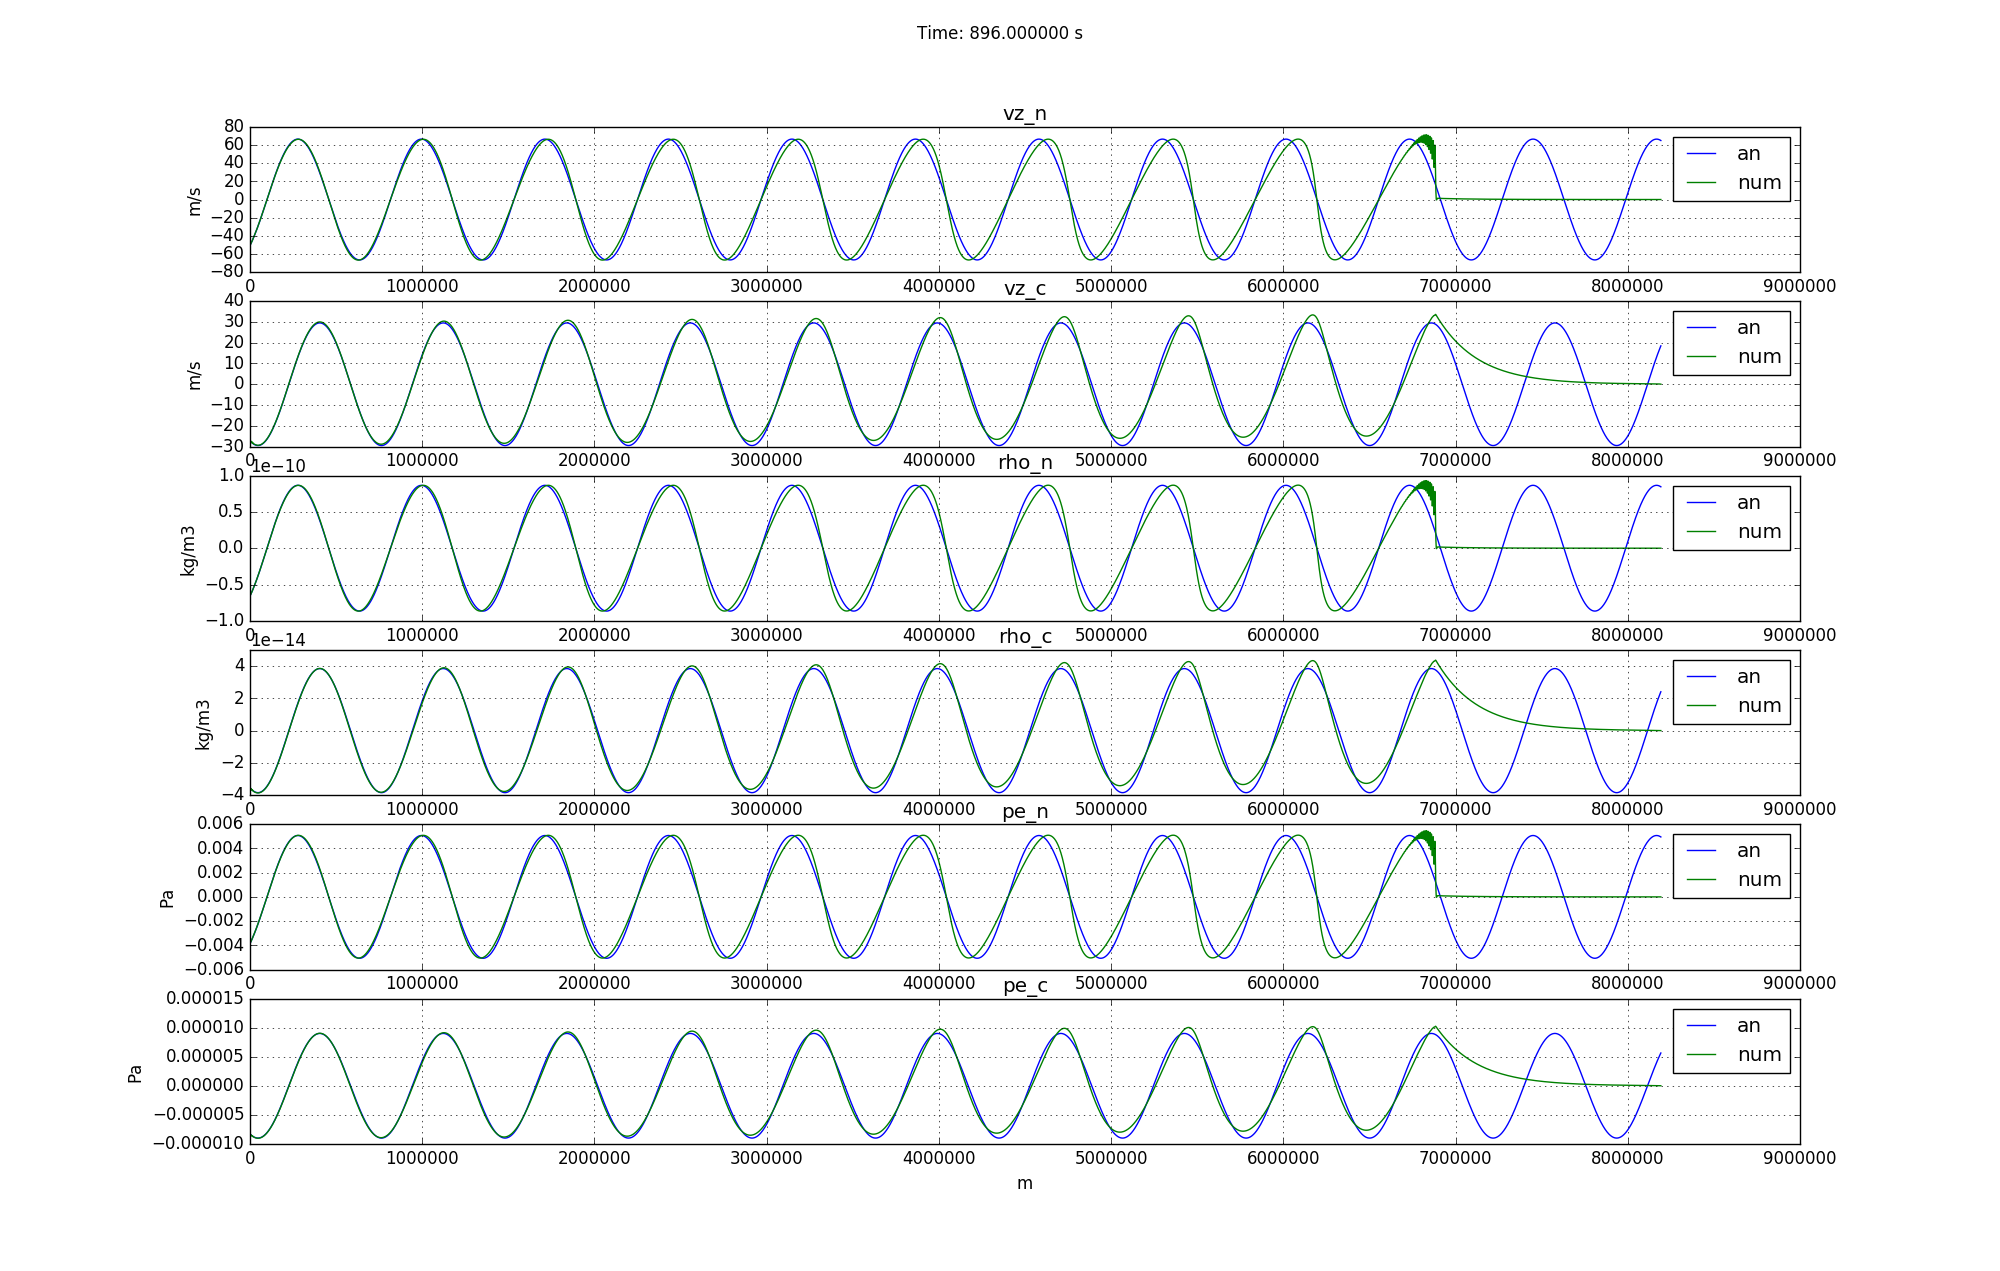 Time: 896.000000 s
vz_n
80
60
40
20
0
−20
−40
−60
−80
m/s
an
num
0 1000000 2000000 3000000 4000000 5000000 6000000 7000000 8000000 9000000
vz_c
40
30
20
10
0
−10
−20
−30
m/s
an
num
0 1000000 2000000 3000000 4000000 5000000 6000000 7000000 8000000 9000000
1e−10
rho_n
1.0
0.5
0.0
−0.5
−1.0
kg/m3
an
num
0 1000000 2000000 3000000 4000000 5000000 6000000 7000000 8000000 9000000
1e−14
rho_c
4
2
0
−2
−4
kg/m3
an
num
0 1000000 2000000 3000000 4000000 5000000 6000000 7000000 8000000 9000000
pe_n
0.006
0.004
0.002
0.000
−0.002
−0.004
−0.006
Pa
an
num
0 1000000 2000000 3000000 4000000 5000000 6000000 7000000 8000000 9000000
pe_c
0.000015
0.000010
0.000005
0.000000
−0.000005
−0.000010
Pa
an
num
0 1000000 2000000 3000000 4000000 5000000 6000000 7000000 8000000 9000000
m